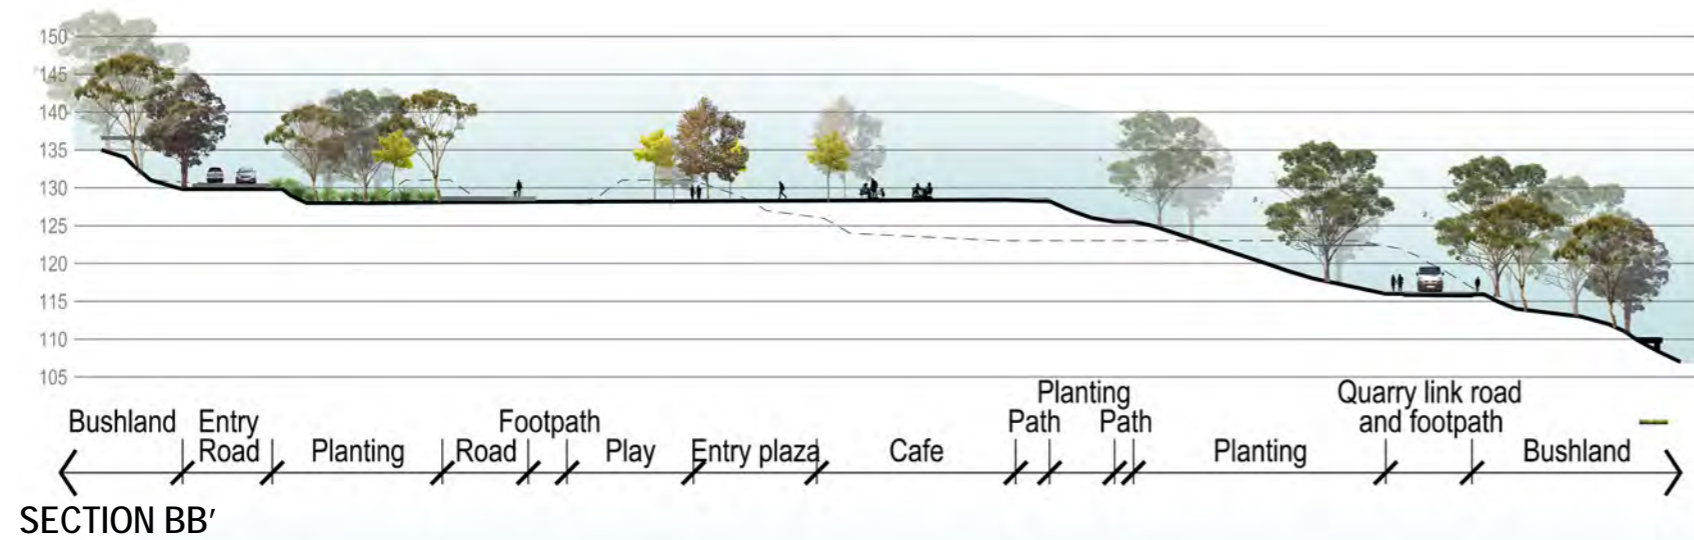 150
145
140
135
130
125
120
115
110
105
Planting
Quarry link road
Bushland Entry Footpath Path Path and footpath
Road Planting Road Play Entry plaza Cafe Planting Bushland
SECTION BB'